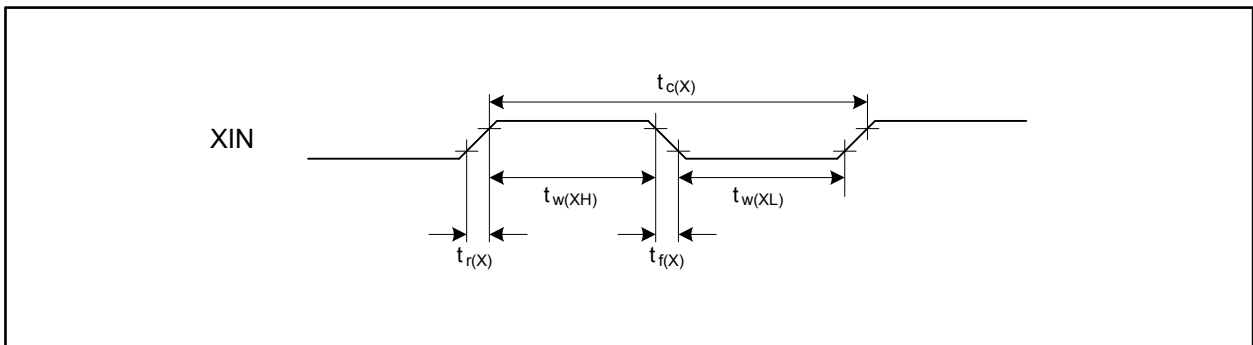 tc(X)
XIN
tw(XH)
tw(XL)
tr(X)
tf(X)